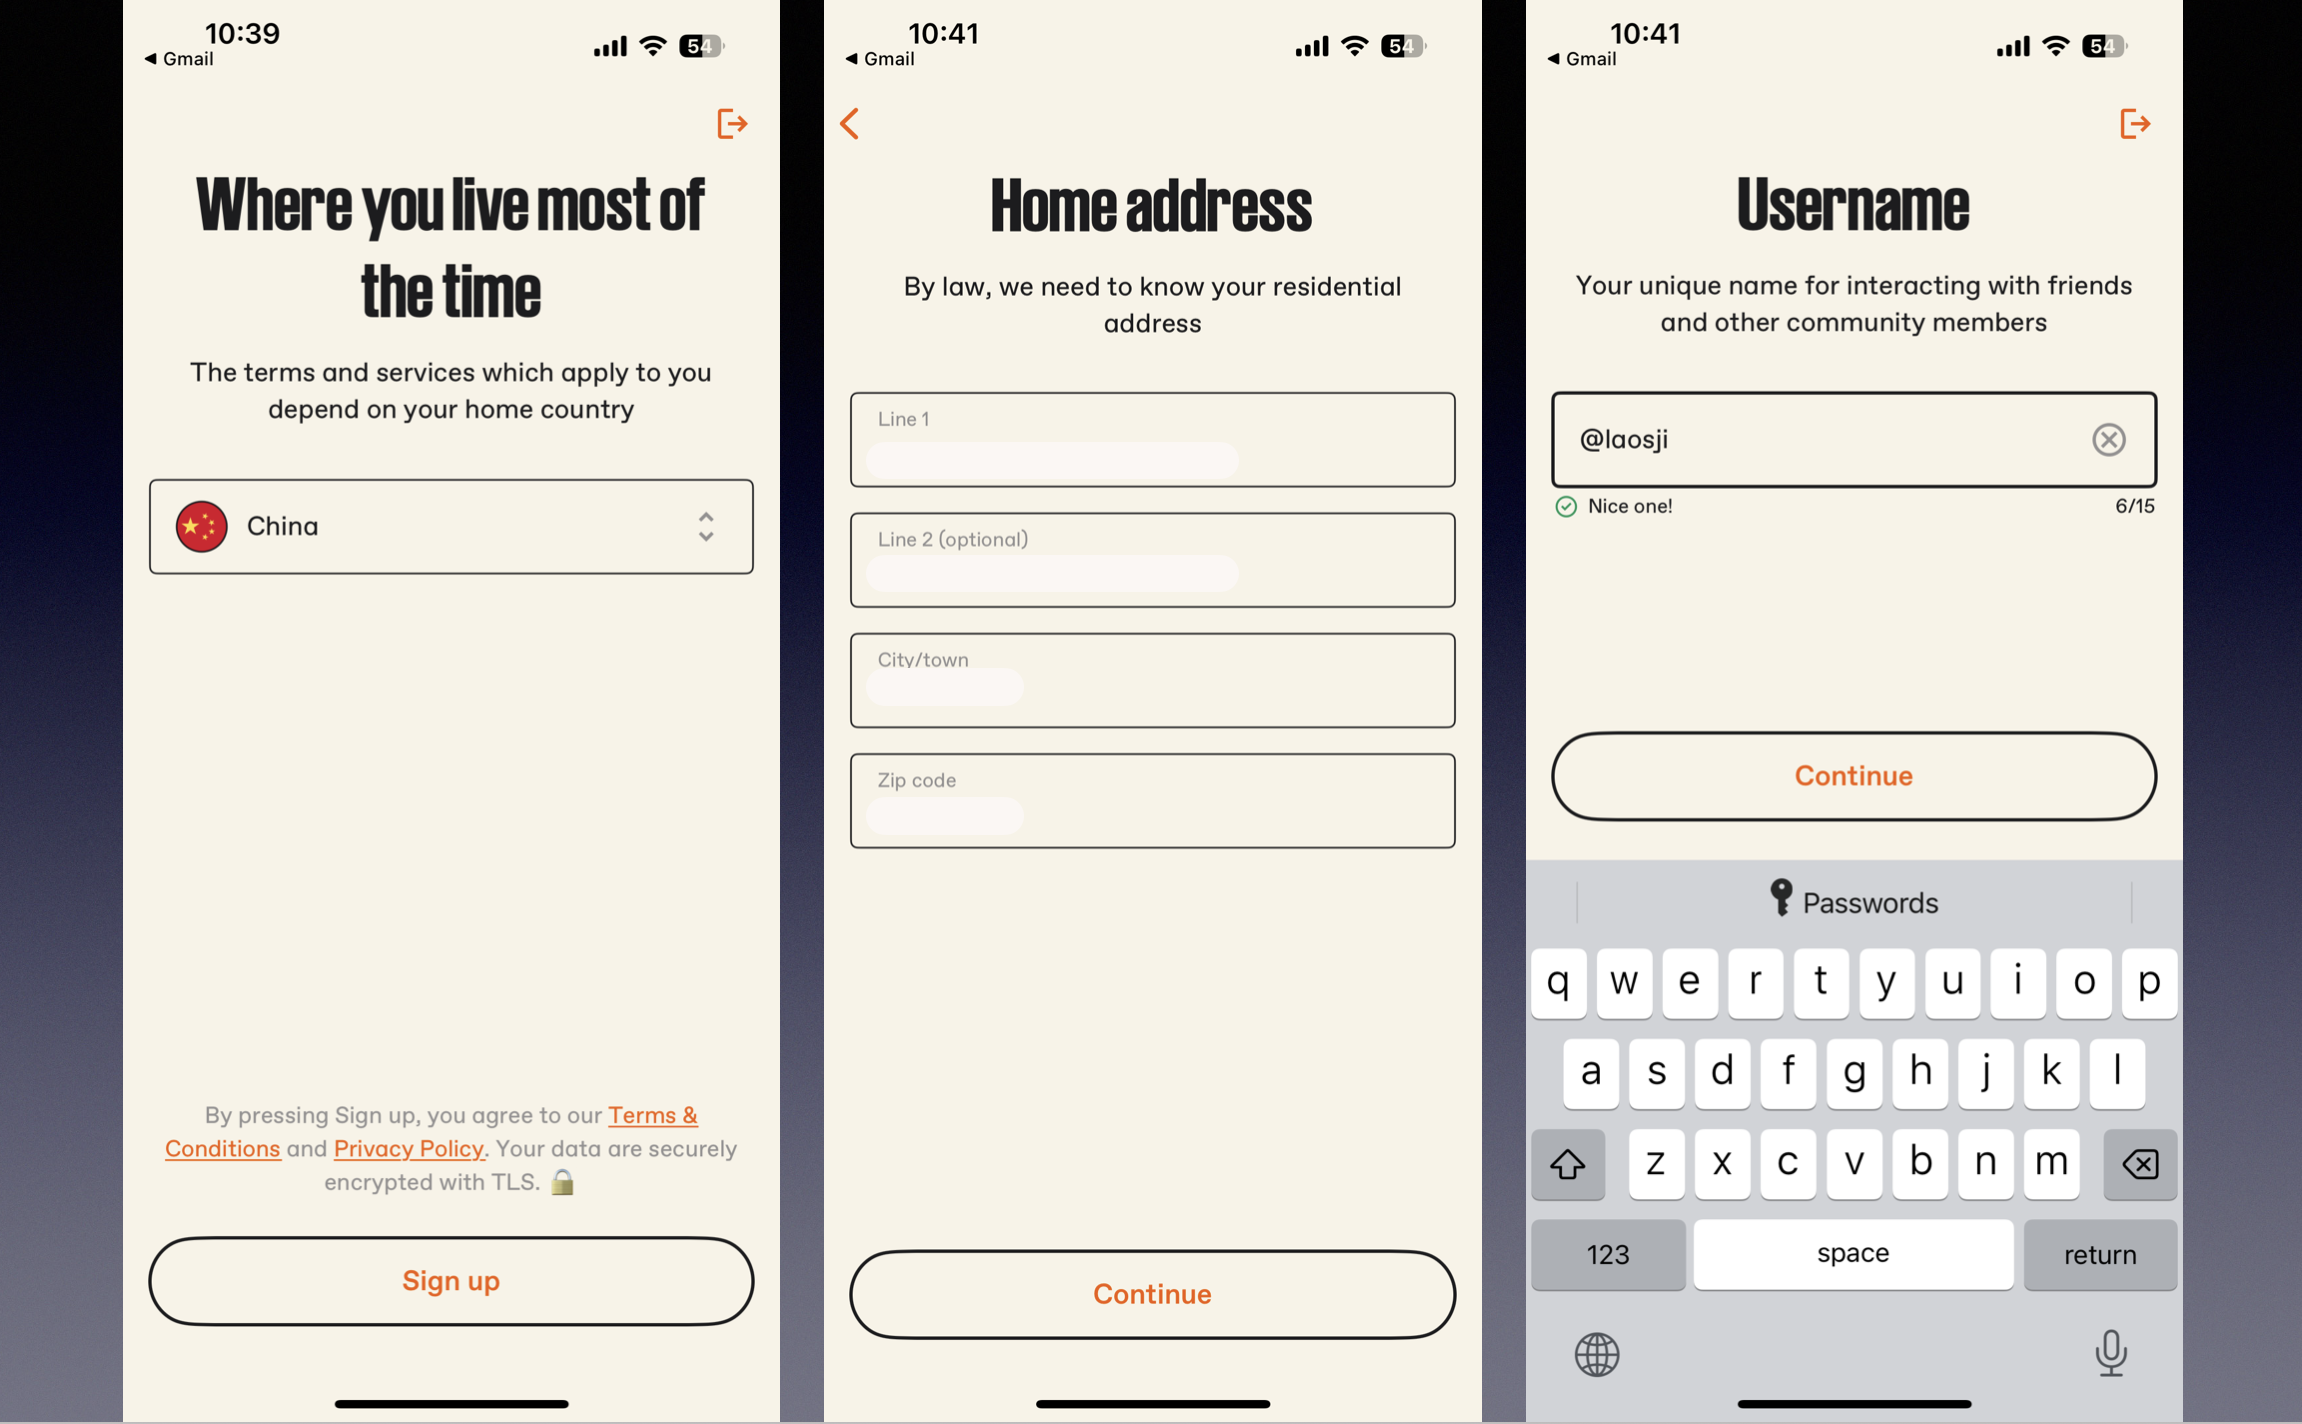 10:39
◀ Gmail
54
Where you live most of
the time
The terms and services which apply to you
depend on your home country
China
By pressing Sign up, you agree to our Terms &
Conditions and Privacy Policy. Your data are securely
encrypted with TLS. 🔒
Sign up
10:41
◀ Gmail
54
Home address
By law, we need to know your residential
address
Line 1
Line 2 (optional)
City/town
Zip code
Continue
10:41
◀ Gmail
54
Username
Your unique name for interacting with friends
and other community members
@laosji
Nice one!
6/15
Continue
Passwords
q w e r t y u i o p
a s d f g h j k l
z x c v b n m
123 space return